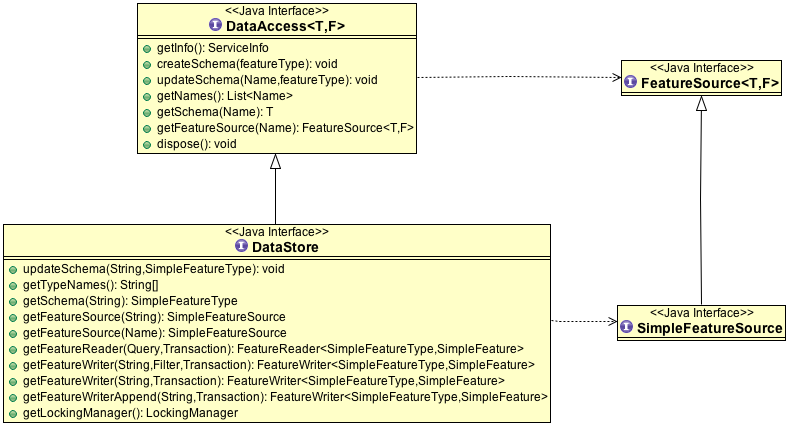 <<Java Interface>>
DataAccess<T,F>
getInfo(): ServiceInfo
createSchema(featureType): void
updateSchema(Name,featureType): void
getNames(): List<Name>
getSchema(Name): T
getFeatureSource(Name): FeatureSource<T,F>
dispose(): void
<<Java Interface>>
FeatureSource<T,F>
<<Java Interface>>
DataStore
updateSchema(String,SimpleFeatureType): void
getTypeNames(): String[]
getSchema(String): SimpleFeatureType
getFeatureSource(String): SimpleFeatureSource
getFeatureSource(Name): SimpleFeatureSource
getFeatureReader(Query,Transaction): FeatureReader<SimpleFeatureType,SimpleFeature>
getFeatureWriter(String,Filter,Transaction): FeatureWriter<SimpleFeatureType,SimpleFeature>
getFeatureWriter(String,Transaction): FeatureWriter<SimpleFeatureType,SimpleFeature>
getFeatureWriterAppend(String,Transaction): FeatureWriter<SimpleFeatureType,SimpleFeature>
getLockingManager(): LockingManager
<<Java Interface>>
SimpleFeatureSource